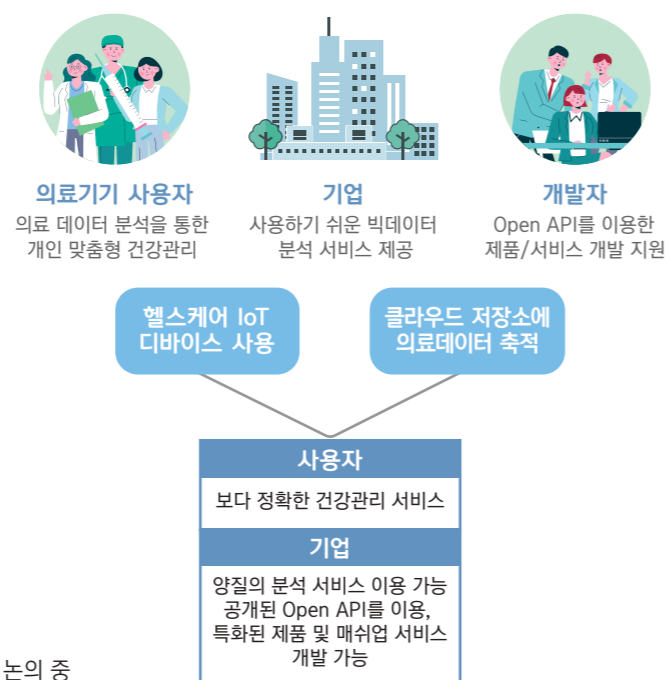 의료기기 사용자
의료 데이터 분석을 통한
개인 맞춤형 건강관리
기업
사용하기 쉬운 빅데이터
분석 서비스 제공
개발자
Open API를 이용한
제품/서비스 개발 지원
헬스케어 IoT
디바이스 사용
클라우드 저장소에
의료데이터 축적
사용자
보다 정확한 건강관리 서비스
기업
양질의 분석 서비스 이용 가능
공개된 Open API를 이용,
특화된 제품 및 매쉬업 서비스
개발 가능
논의 중